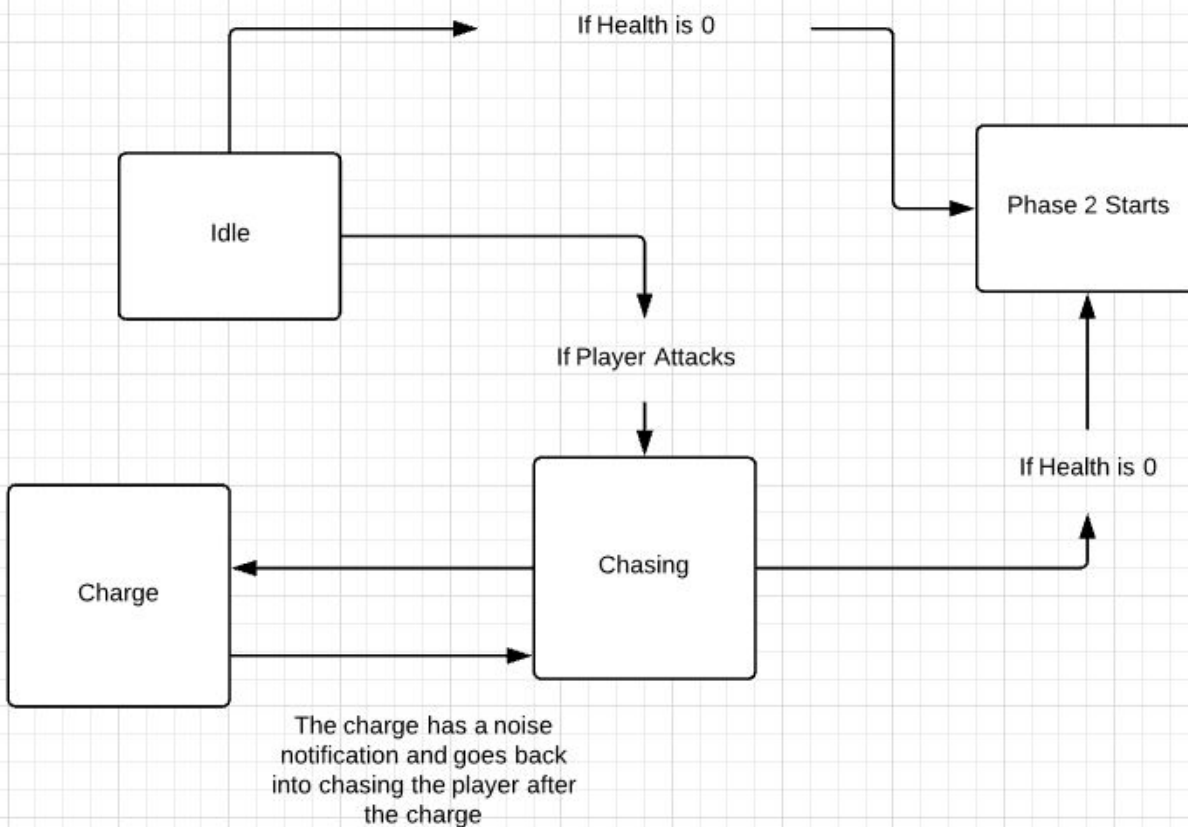 If Health is 0
Phase 2 Starts
Idle
If Player Attacks
If Health is 0
Chasing
Charge
The charge has a noise
notification and goes back
into chasing the player after
the charge